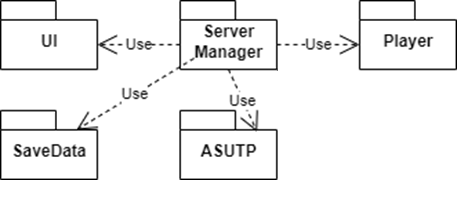 UI
Use
Server
Manager
Use
Player
Use
Use
SaveData
ASUTP